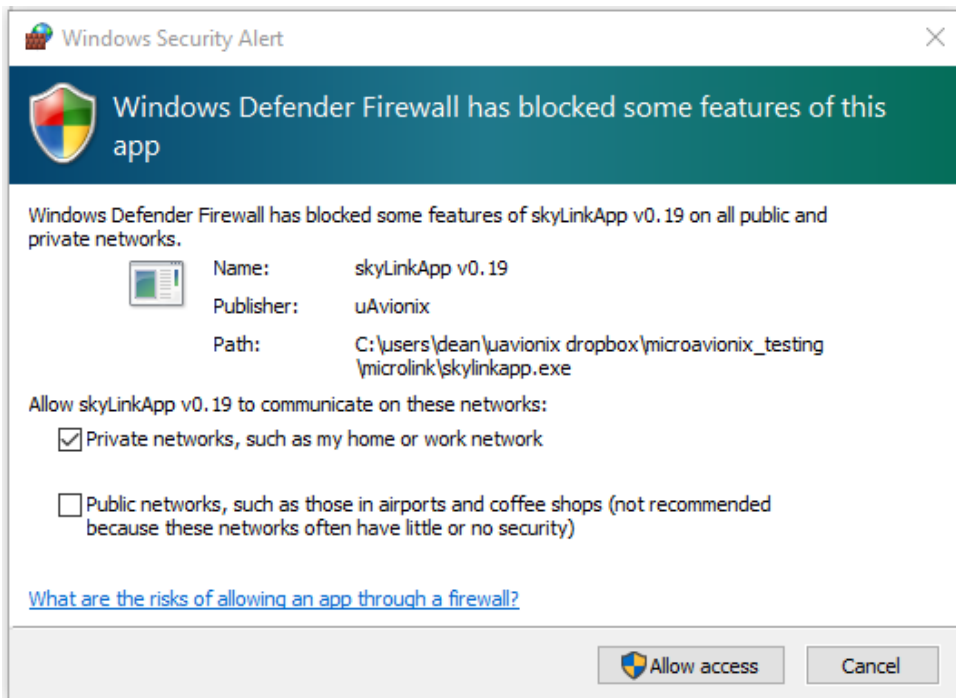 Windows Security Alert
Windows Defender Firewall has blocked some features of this
app
Windows Defender Firewall has blocked some features of skyLinkApp v0.19 on all public and
private networks.
Name: skyLinkApp v0.19
Publisher: uAvionix
Path: C:\users\dean\uavionix dropbox\microavionix_testing
\microlink\skylinkapp.exe
Allow skyLinkApp v0.19 to communicate on these networks:
Private networks, such as my home or work network
Public networks, such as those in airports and coffee shops (not recommended
because these networks often have little or no security)
What are the risks of allowing an app through a firewall?
Allow access Cancel